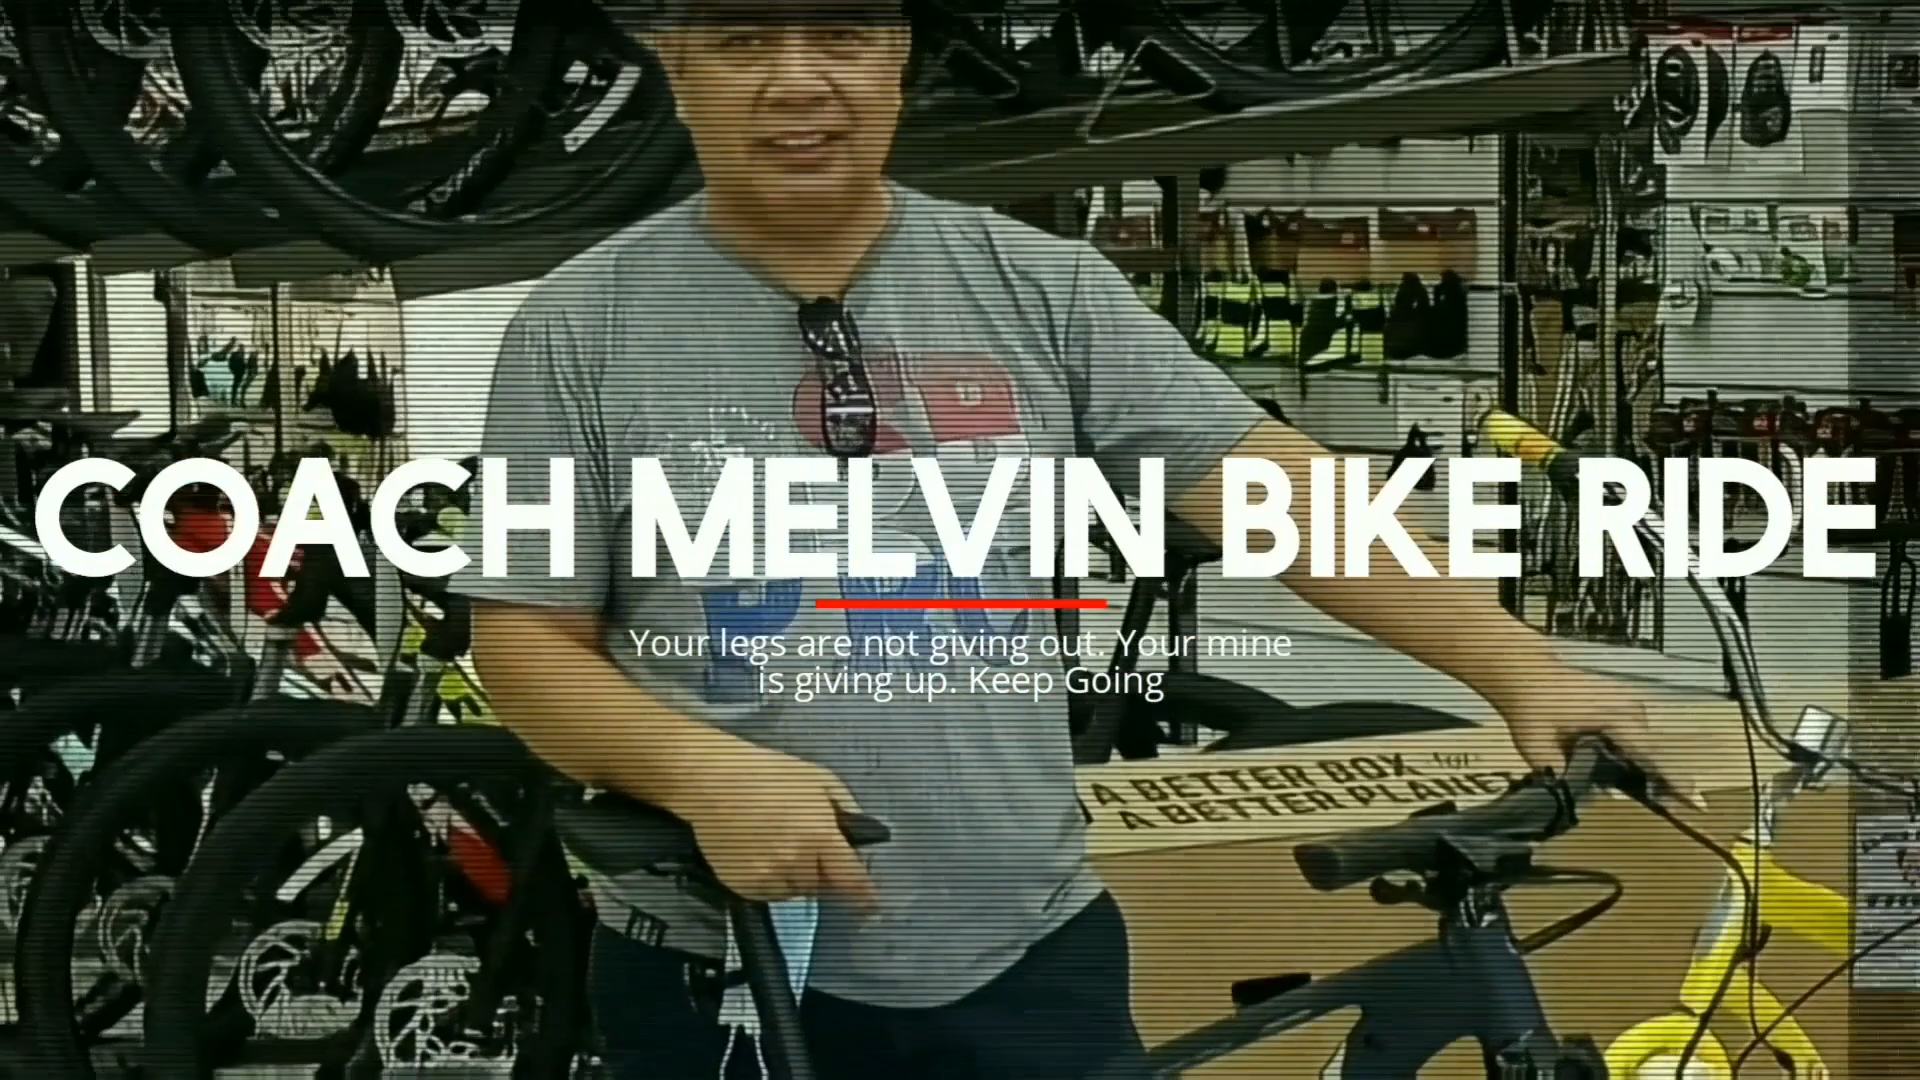 COACH MELVIN BIKE RIDE
Your legs are not giving out. Your mine
is giving up. Keep Going
A BETTER BOX
A BETTER PLANET